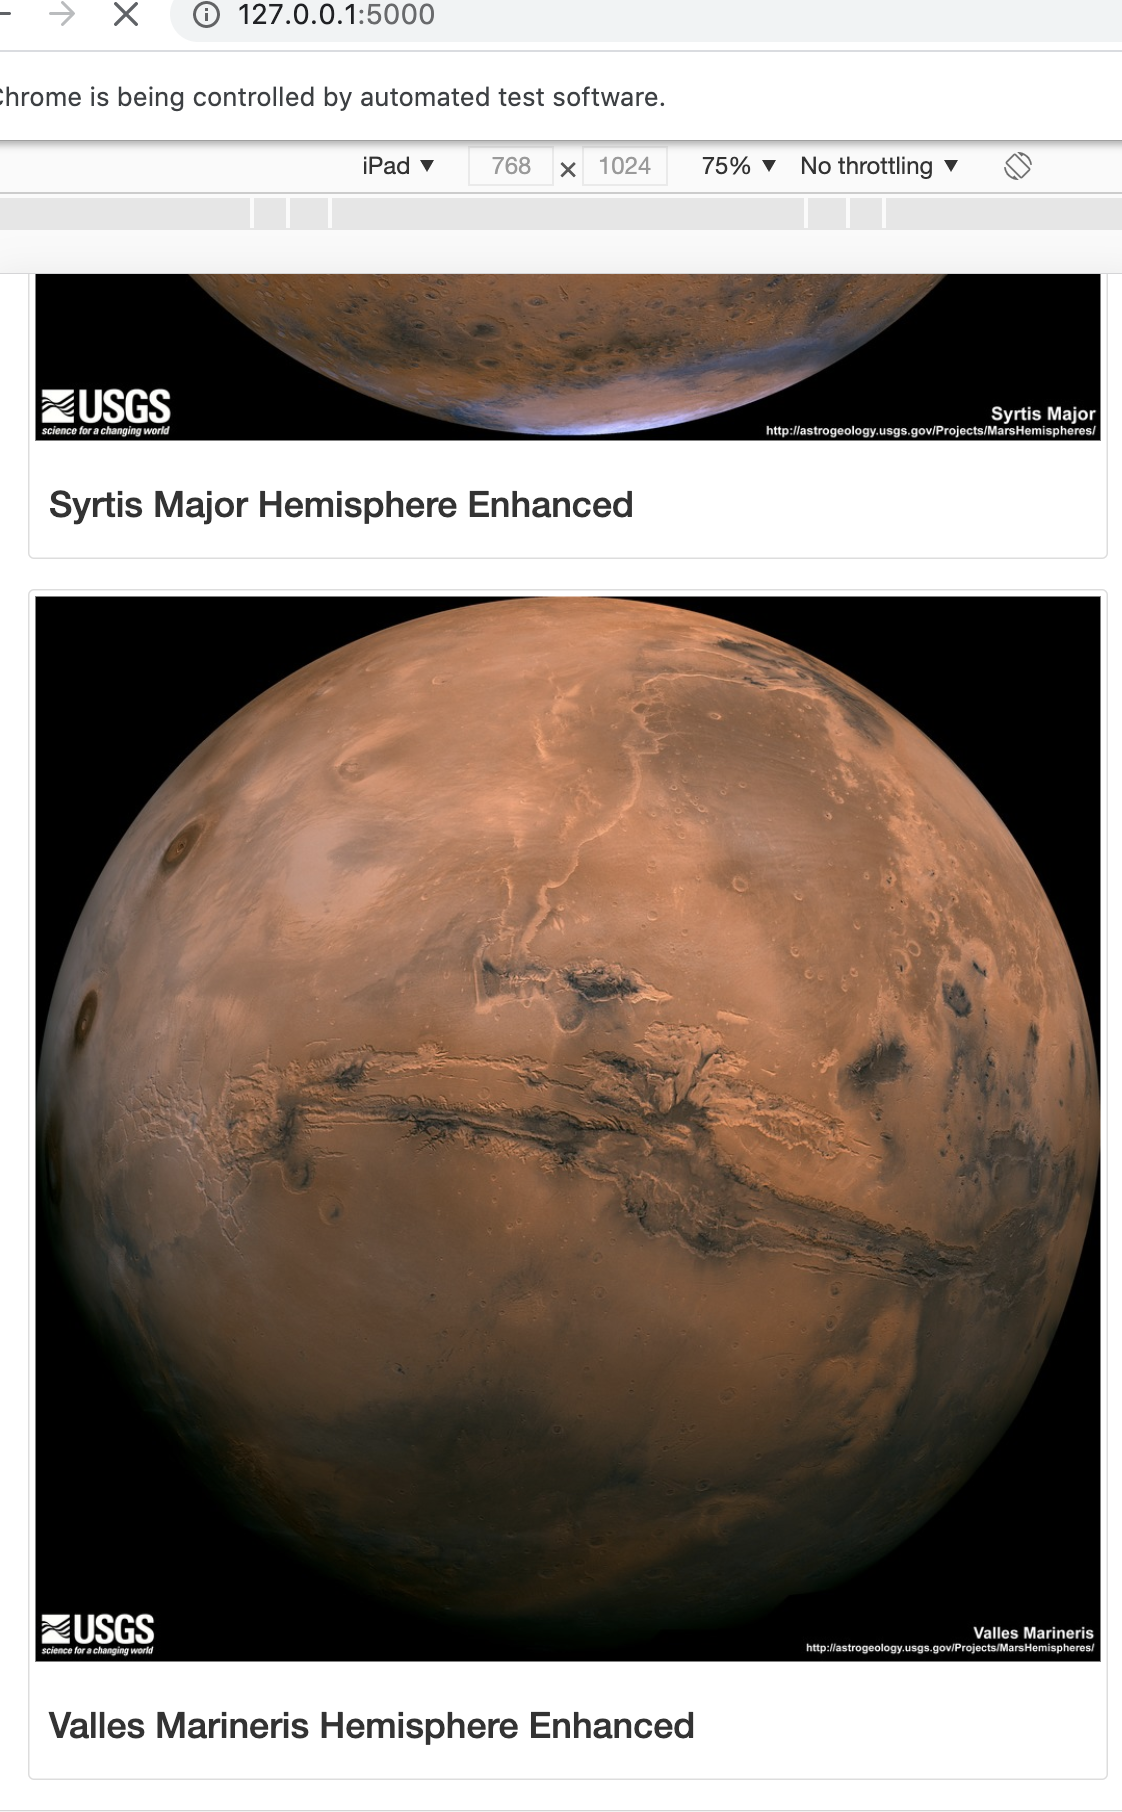 127.0.0.1:5000
Chrome is being controlled by automated test software.
iPad ▼ 768 × 1024 75% ▼ No throttling ▼
USGS
science for a changing world
Syrtis Major
http://astrogeology.usgs.gov/Projects/MarsHemispheres/
Syrtis Major Hemisphere Enhanced
USGS
science for a changing world
Valles Marineris
http://astrogeology.usgs.gov/Projects/MarsHemispheres/
Valles Marineris Hemisphere Enhanced